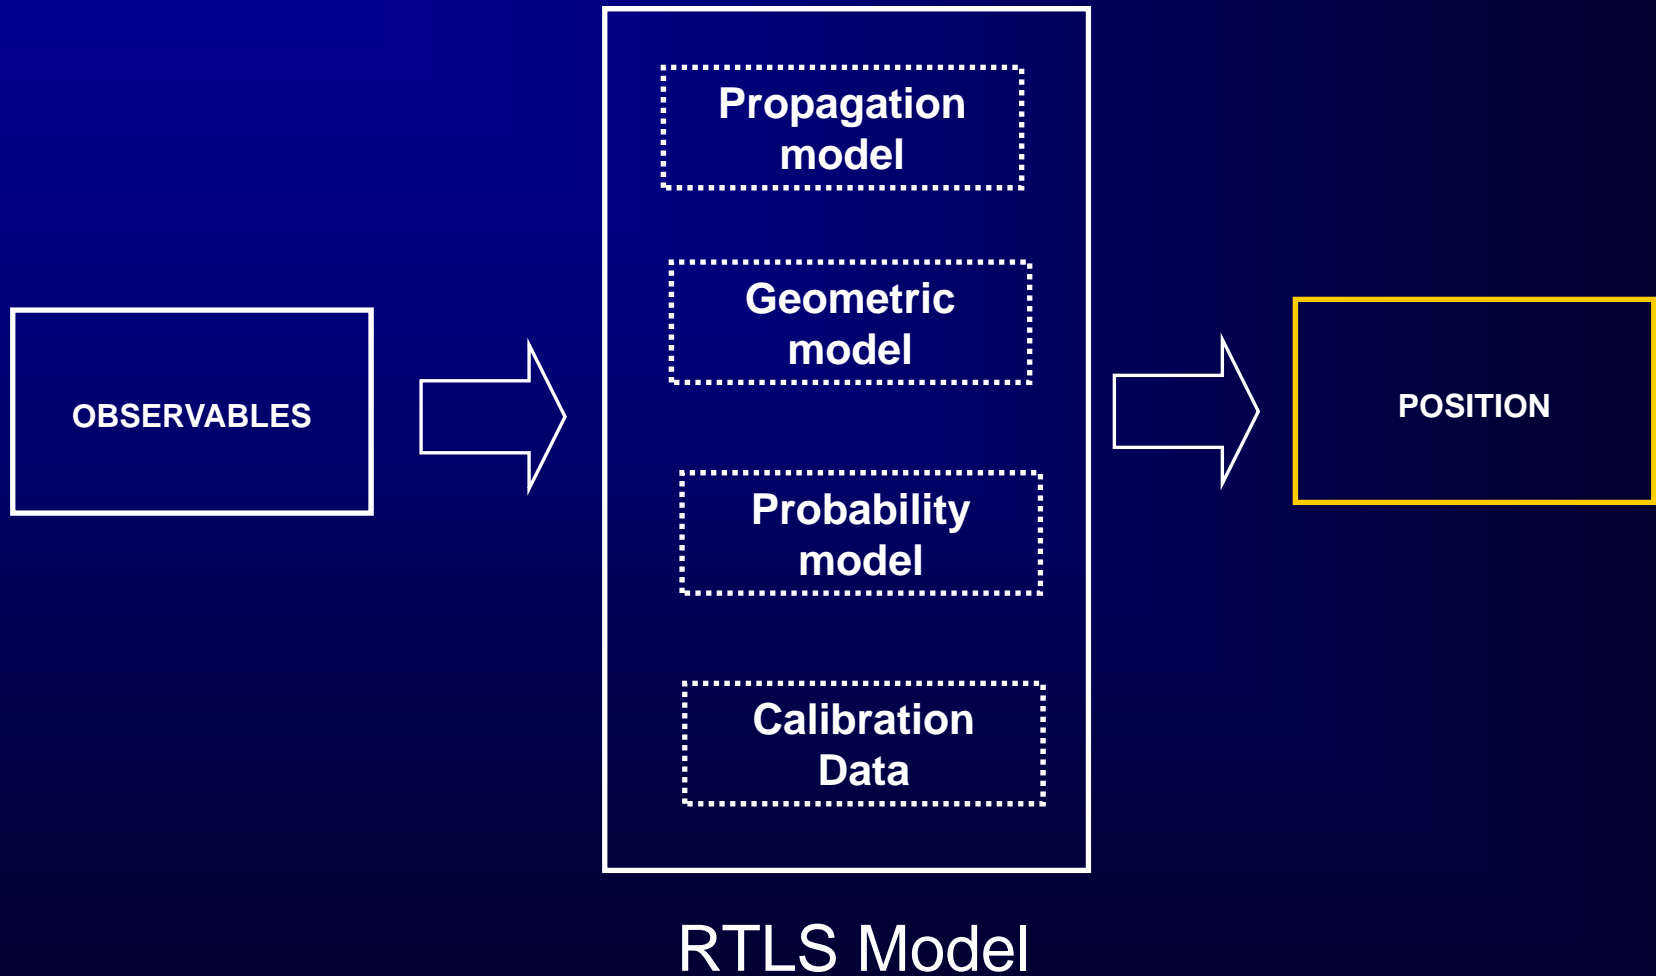 OBSERVABLES
Propagation
model
Geometric
model
Probability
model
Calibration
Data
POSITION
RTLS Model